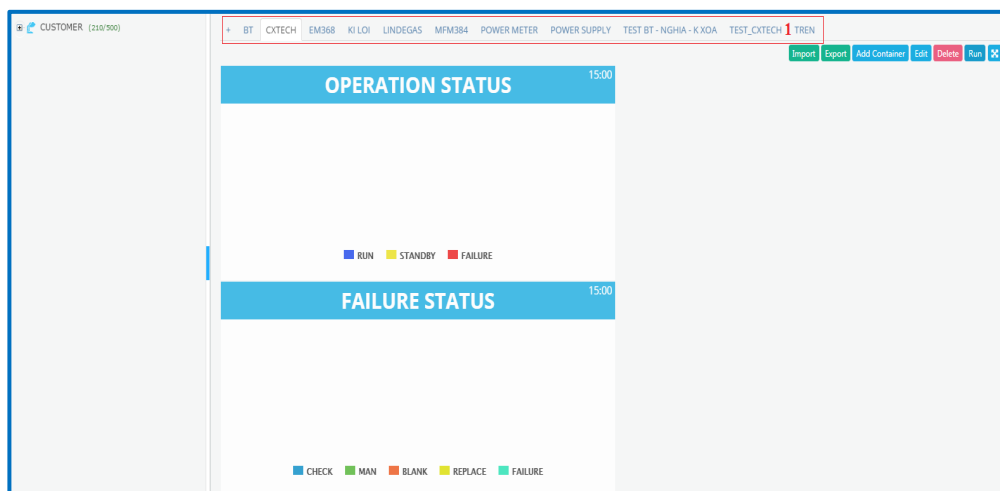 CUSTOMER (210/500)
+ BT CXTECH EM368 KI LOI LINDEGAS MFM384 POWER METER POWER SUPPLY TEST BT - NGHIA - K XOA TEST_CXTECH 1 TREN
Import Export Add Container Edit Delete Run
OPERATION STATUS 15:00
RUN STANDBY FAILURE
FAILURE STATUS 15:00
CHECK MAN BLANK REPLACE FAILURE